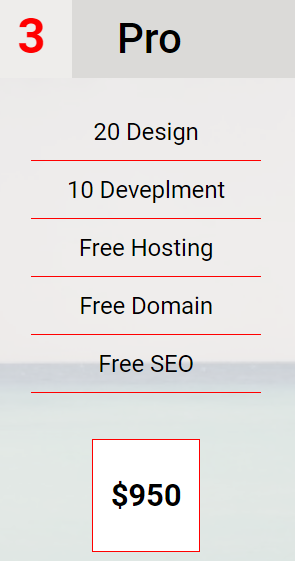 3 Pro
20 Design
10 Deveplment
Free Hosting
Free Domain
Free SEO
$950